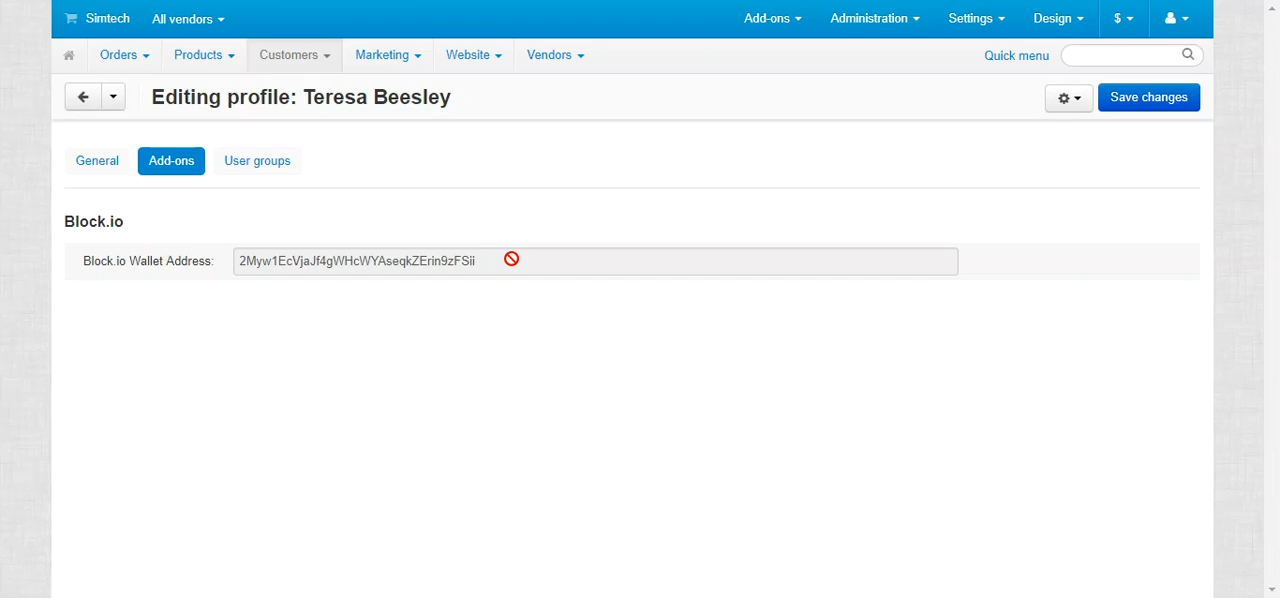 Simtech All vendors Add-ons Administration Settings Design $
Orders Products Customers Marketing Website Vendors Quick menu
Editing profile: Teresa Beesley Save changes
General Add-ons User groups
Block.io
Block.io Wallet Address: 2Myw1EcVjaJf4gWHcWYAseqkZErin9zFSii